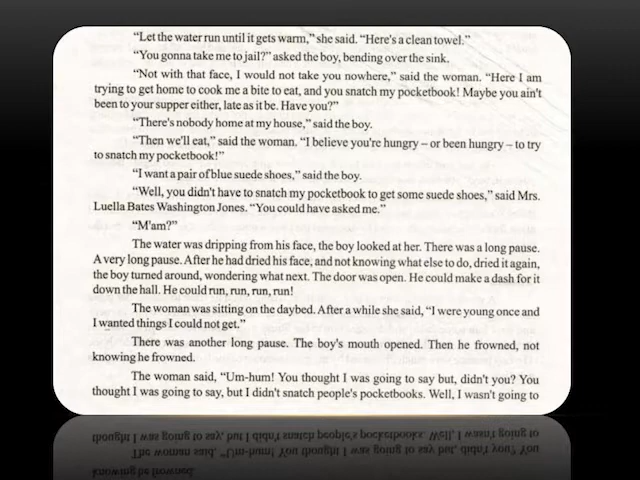 "Let the water run until it gets warm," she said. "Here's a clean towel."
"You gonna take me to jail?" asked the boy, bending over the sink.
"Not with that face, I would not take you nowhere," said the woman. "Here I am
trying to get home to cook me a bite to eat, and you snatch my pocketbook! Maybe you ain't
been to your supper either, late as it be. Have you?"
"There's nobody home at my house," said the boy.
"Then we'll eat," said the woman. "I believe you're hungry – or been hungry – to try
to snatch my pocketbook!"
"I want a pair of blue suede shoes," said the boy.
"Well, you didn't have to snatch my pocketbook to get some suede shoes," said Mrs.
Luella Bates Washington Jones. "You could have asked me."
"M'am?"
The water was dripping from his face, the boy looked at her. There was a long pause.
A very long pause. After he had dried his face, and not knowing what else to do, dried it again,
the boy turned around, wondering what next. The door was open. He could make a dash for it
down the hall. He could run, run, run, run!
The woman was sitting on the daybed. After a while she said, "I were young once and
I wanted things I could not get."
There was another long pause. The boy's mouth opened. Then he frowned, not
knowing he frowned.
The woman said, "Um-hum! You thought I was going to say but, didn't you? You
thought I was going to say, but I didn't snatch people's pocketbooks. Well, I wasn't going to